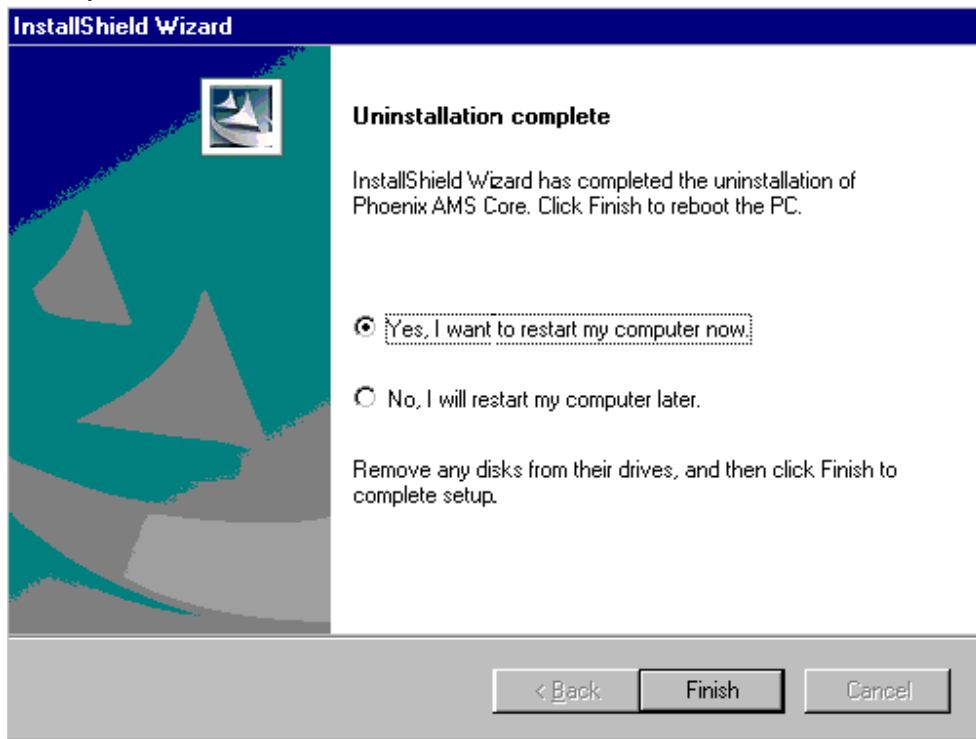 InstallShield Wizard
Uninstallation complete
InstallShield Wizard has completed the uninstallation of
Phoenix AMS Core. Click Finish to reboot the PC.
Yes, I want to restart my computer now.
No, I will restart my computer later.
Remove any disks from their drives, and then click Finish to
complete setup.
< Back Finish Cancel